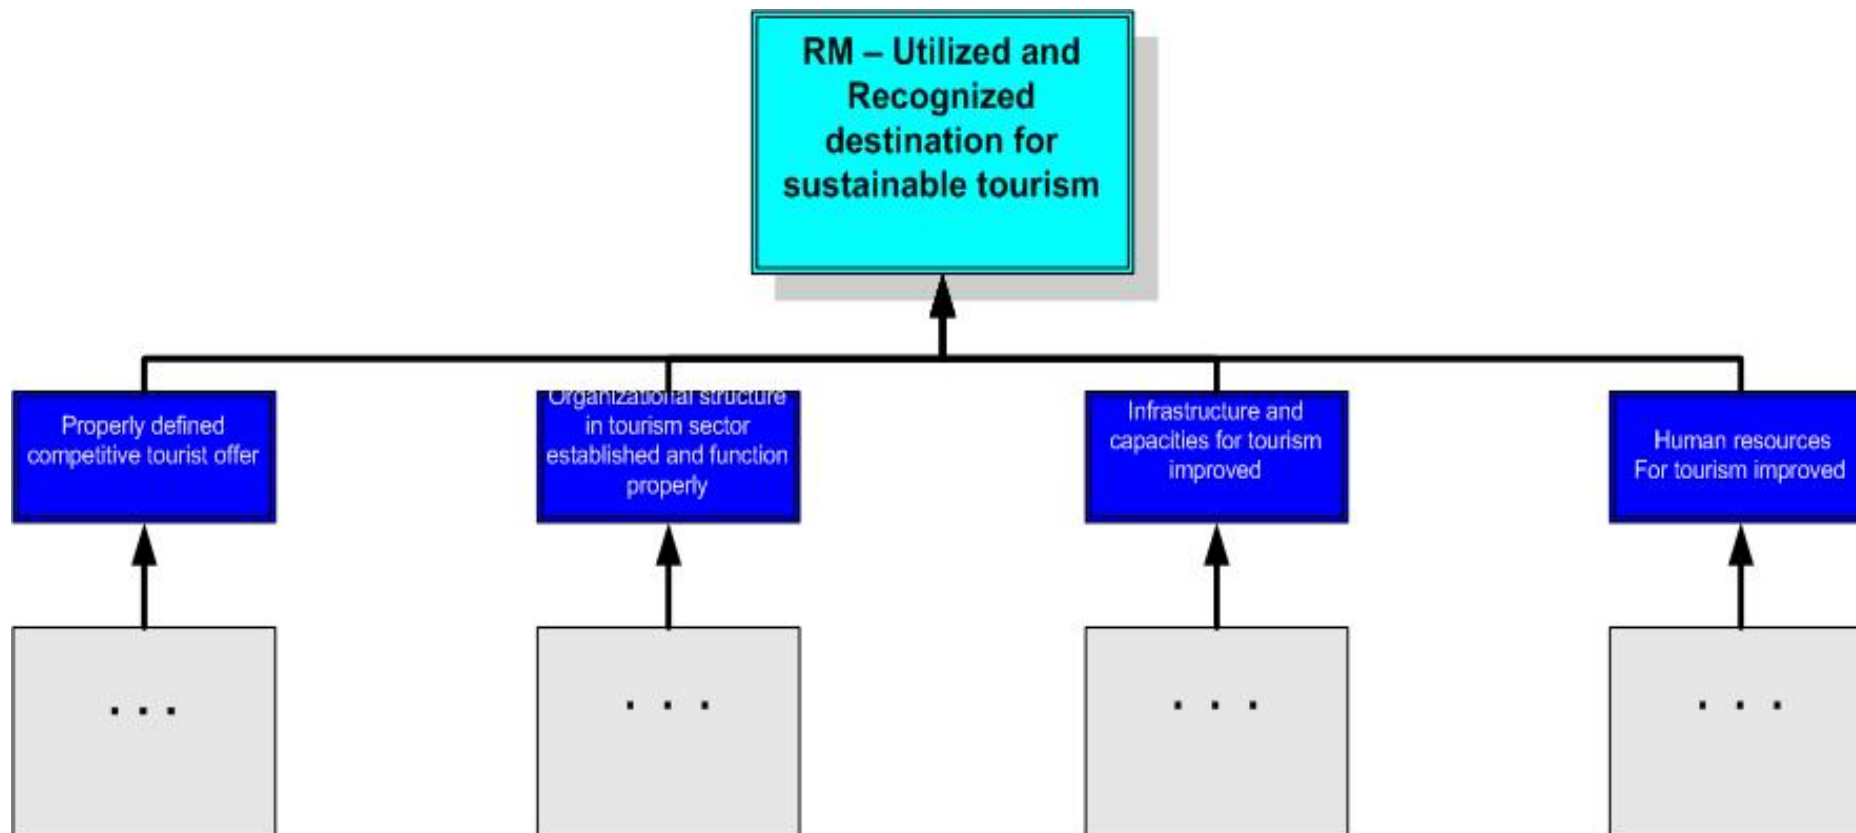 RM – Utilized and
Recognized
destination for
sustainable tourism
Properly defined
competitive tourist offer
Organizational structure
in tourism sector
established and function
properly
Infrastructure and
capacities for tourism
improved
Human resources
For tourism improved
. . .
. . .
. . .
. . .